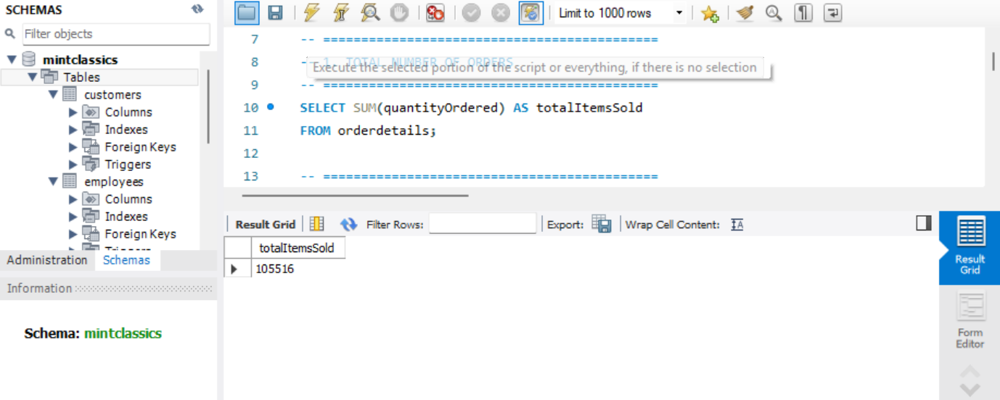 SCHEMAS
Filter objects
mintclassics
Tables
customers
Columns
Indexes
Foreign Keys
Triggers
employees
Columns
Indexes
Foreign Keys
Triggers
Administration
Schemas
Information
Schema: mintclassics
Limit to 1000 rows
7 -- ============================================
8 -- 1. TOTAL NUMBER OF ORDERS
Execute the selected portion of the script or everything, if there is no selection
9 -- ============================================
10 SELECT SUM(quantityOrdered) AS totalItemsSold
11 FROM orderdetails;
12
13 -- ============================================
Result Grid
Filter Rows:
Export:
Wrap Cell Content:
totalItemsSold
105516
Result
Grid
Form
Editor